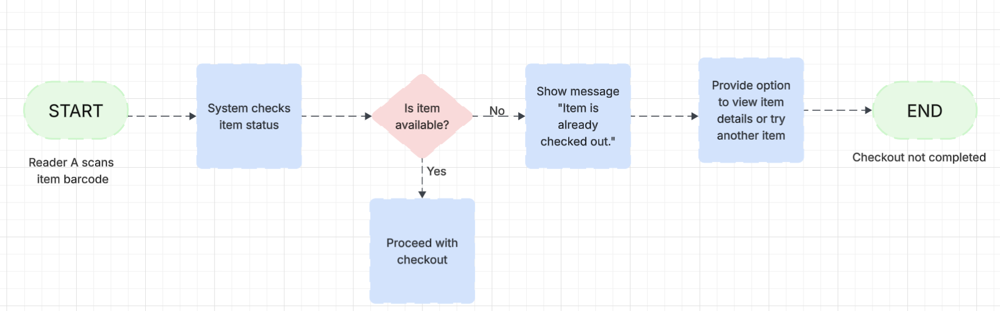 START
Reader A scans
item barcode
System checks
item status
Is item
available?
No
Yes
Proceed with
checkout
Show message
"Item is
already
checked out."
Provide option
to view item
details or try
another item
END
Checkout not completed